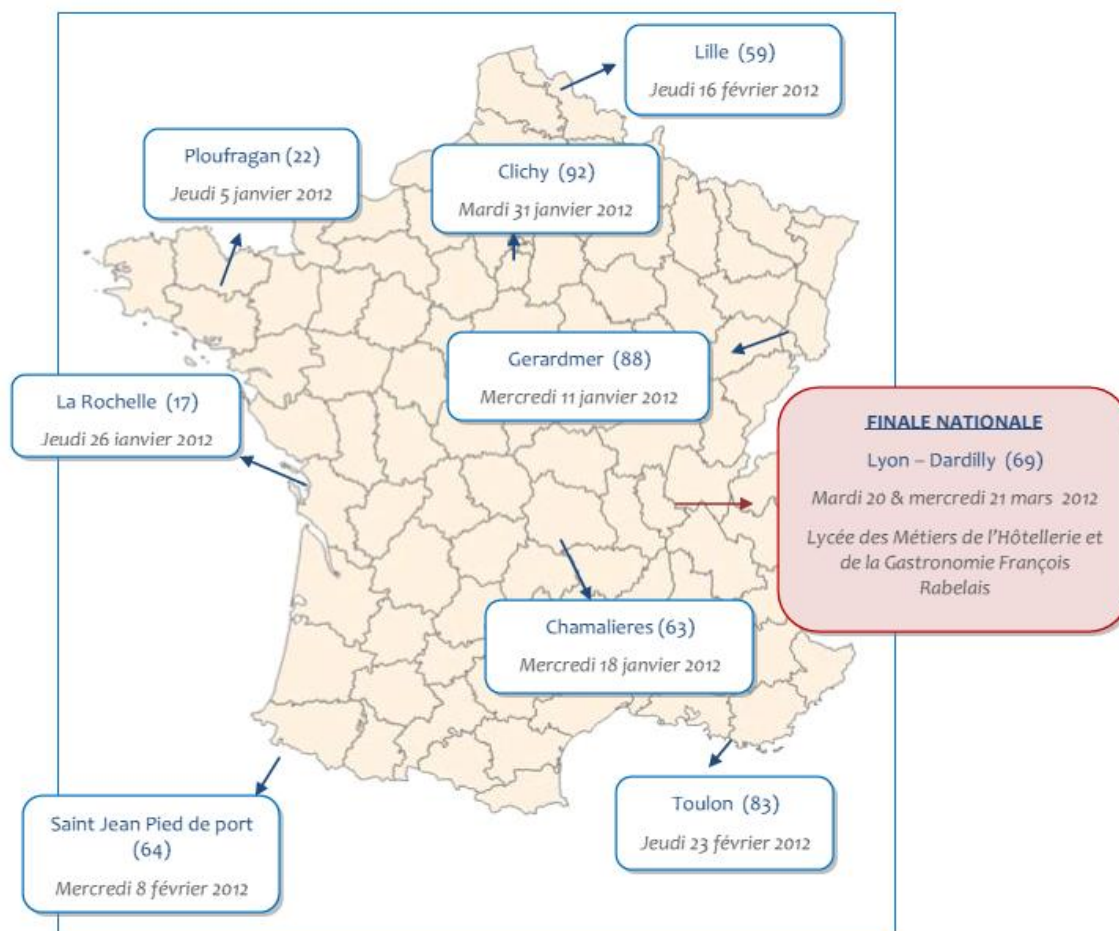 Lille (59)
Jeudi 16 février 2012
Ploufragan (22)
Jeudi 5 janvier 2012
Clichy (92)
Mardi 31 janvier 2012
Gerardmer (88)
Mercredi 11 janvier 2012
La Rochelle (17)
Jeudi 26 ianvier 2012
FINALE NATIONALE
Lyon – Dardilly (69)
Mardi 20 & mercredi 21 mars 2012
Lycée des Métiers de l'Hôtellerie et
de la Gastronomie François
Rabelais
Chamalieres (63)
Mercredi 18 janvier 2012
Saint Jean Pied de port
(64)
Mercredi 8 février 2012
Toulon (83)
Jeudi 23 février 2012